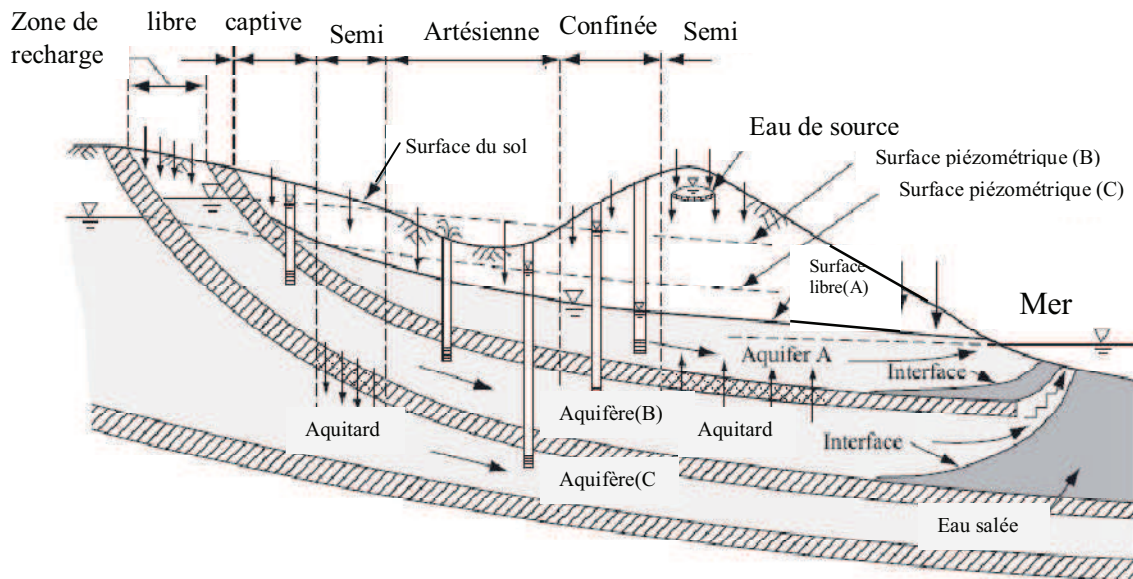 Zone de
recharge
libre
captive
Semi
Artésienne
Confinée
Semi
Surface du sol
Eau de source
Surface piézométrique (B)
Surface piézométrique (C)
Surface
libre(A)
Mer
Aquifer A
Interface
Aquitard
Aquifère(B)
Aquitard
Interface
Aquifère(C
Eau salée